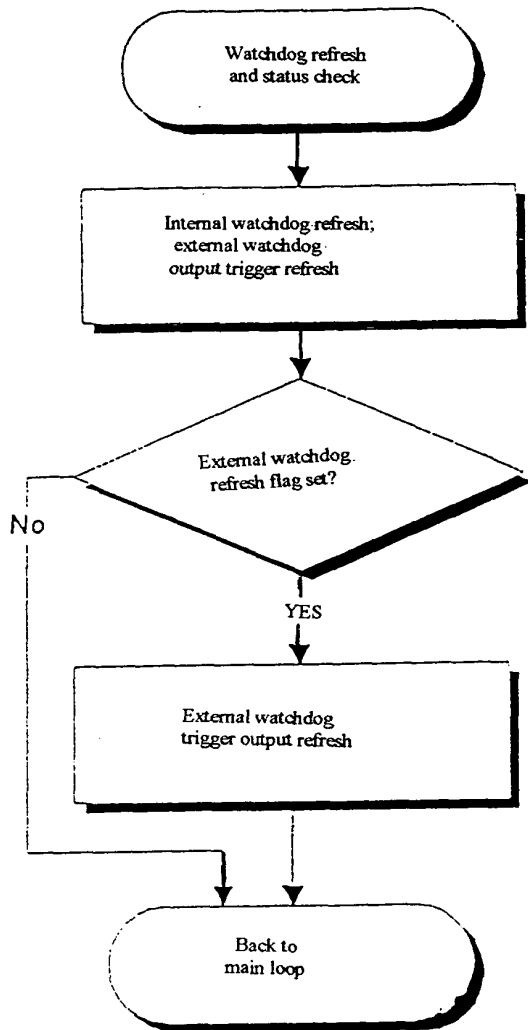 Watchdog refresh
and status check
Internal watchdog refresh;
external watchdog
output trigger refresh
External watchdog
refresh flag set?
No
YES
External watchdog
trigger output refresh
Back to
main loop